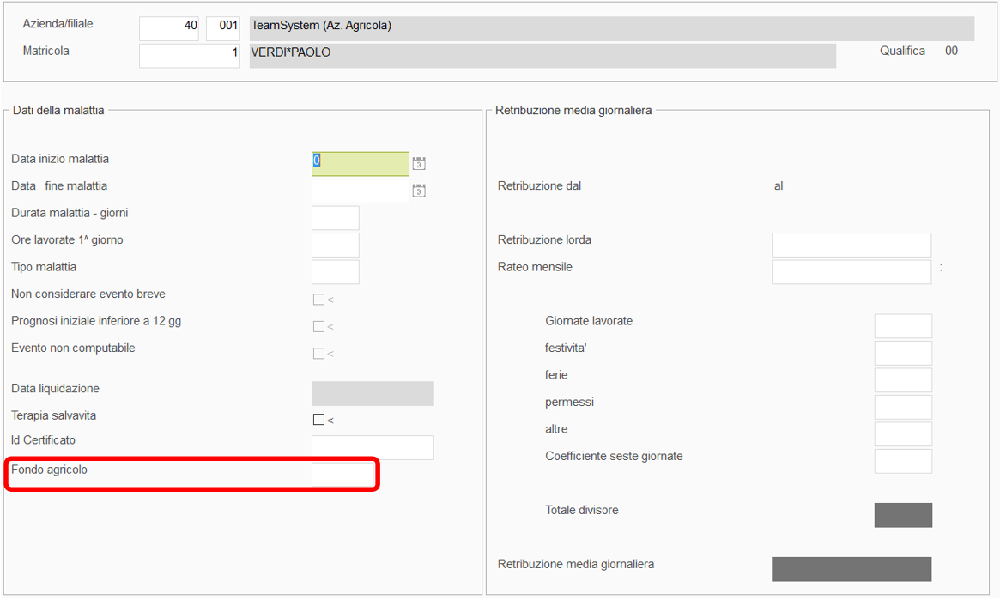 Azienda/filiale 40 001 TeamSystem (Az. Agricola)
Matricola 1 VERDI*PAOLO Qualifica 00
Dati della malattia
Data inizio malattia 0 3
Data fine malattia 3
Durata malattia - giorni
Ore lavorate 1^ giorno
Tipo malattia
Non considerare evento breve <
Prognosi iniziale inferiore a 12 gg <
Evento non computabile <
Data liquidazione
Terapia salvavita <
Id Certificato
Fondo agricolo
Retribuzione media giornaliera
Retribuzione dal al
Retribuzione lorda
Rateo mensile :
Giornate lavorate
festivita'
ferie
permessi
altre
Coefficiente seste giornate
Totale divisore
Retribuzione media giornaliera